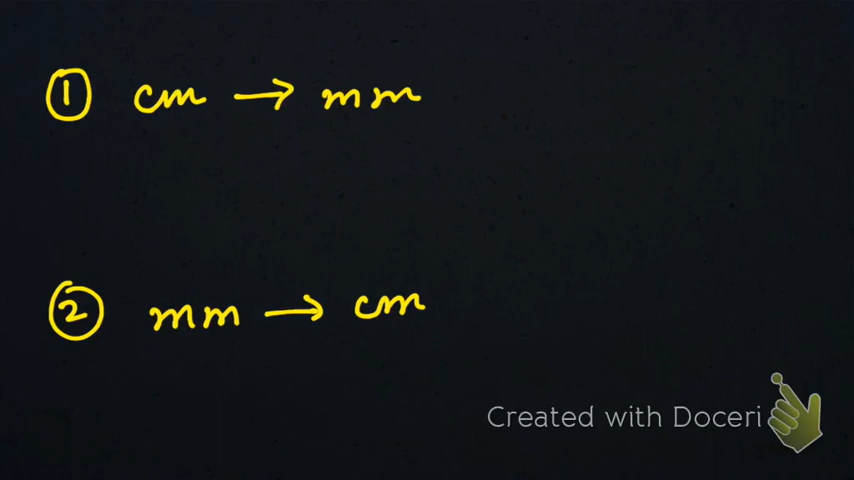 ① cm → mm
② mm → cm
Created with Doceri